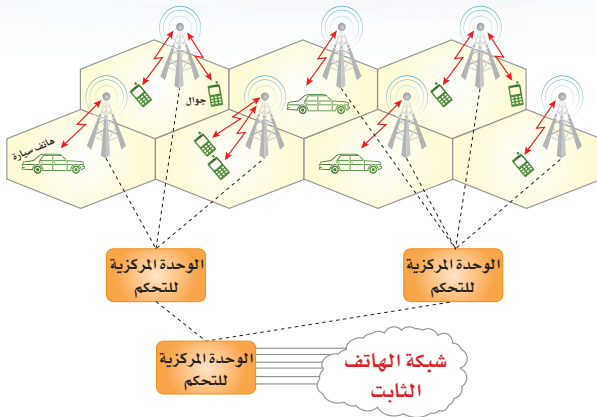 جوال
هاتف سيارة
الوحدة المركزية
للتحكم
الوحدة المركزية
للتحكم
الوحدة المركزية
للتحكم
شبكة الهاتف
الثابت